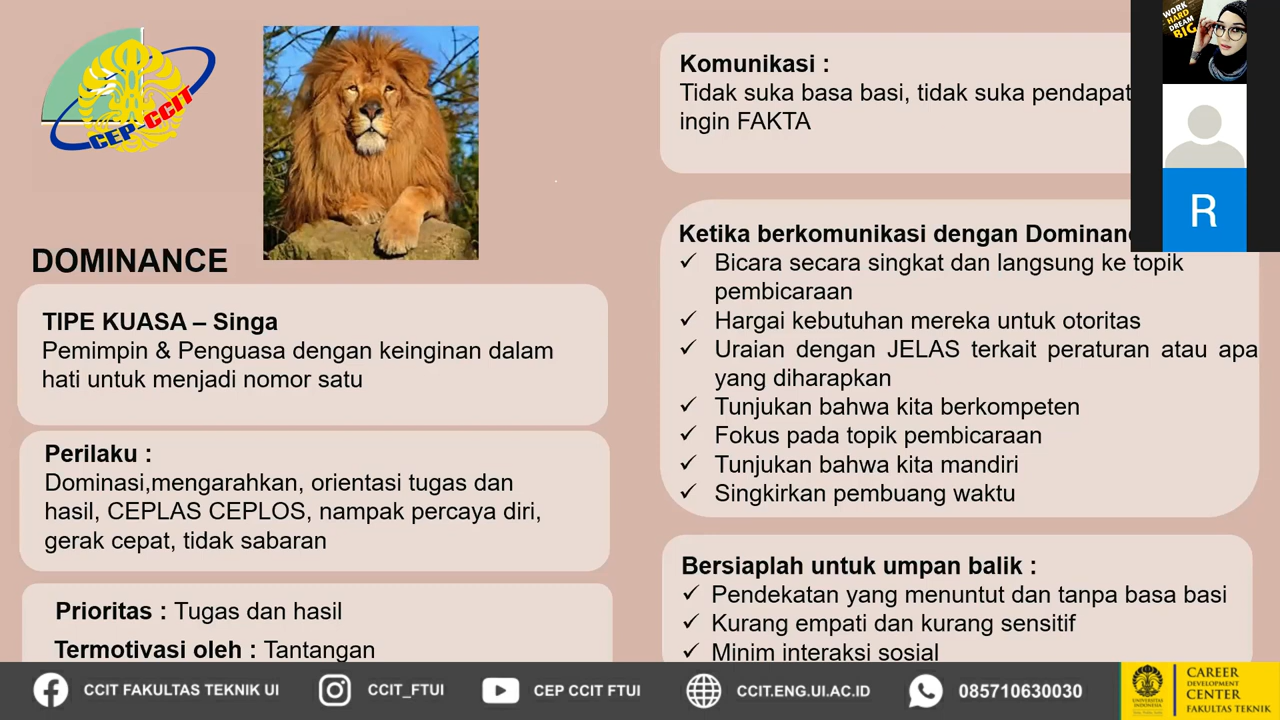 CEP-CCIT
DOMINANCE
TIPE KUASA – Singa
Pemimpin & Penguasa dengan keinginan dalam
hati untuk menjadi nomor satu
Perilaku :
Dominasi,mengarahkan, orientasi tugas dan
hasil, CEPLAS CEPLOS, nampak percaya diri,
gerak cepat, tidak sabaran
Prioritas : Tugas dan hasil
Termotivasi oleh : Tantangan
Komunikasi :
Tidak suka basa basi, tidak suka pendapat
ingin FAKTA
Ketika berkomunikasi dengan Dominan
✓ Bicara secara singkat dan langsung ke topik
pembicaraan
✓ Hargai kebutuhan mereka untuk otoritas
✓ Uraian dengan JELAS terkait peraturan atau apa
yang diharapkan
✓ Tunjukan bahwa kita berkompeten
✓ Fokus pada topik pembicaraan
✓ Tunjukan bahwa kita mandiri
✓ Singkirkan pembuang waktu
Bersiaplah untuk umpan balik :
✓ Pendekatan yang menuntut dan tanpa basa basi
✓ Kurang empati dan kurang sensitif
✓ Minim interaksi sosial
WORK
HARD
DREAM
BIG
R
CCIT FAKULTAS TEKNIK UI
CCIT_FTUI
CEP CCIT FTUI
CCIT.ENG.UI.AC.ID
085710630030
UNIVERSITAS
INDONESIA
CAREER
DEVELOPMENT
CENTER
FAKULTAS TEKNIK